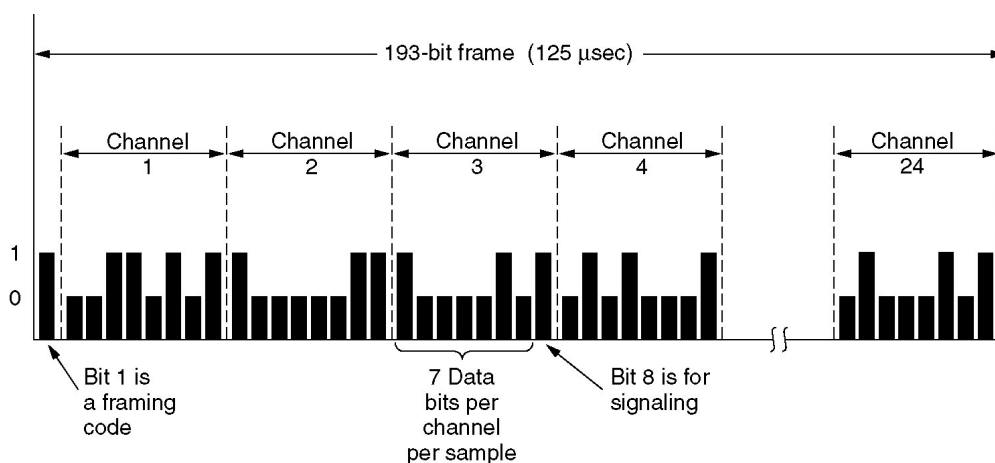 193-bit frame (125 μsec)
Channel
1
Channel
2
Channel
3
Channel
4
Channel
24
1
0
Bit 1 is
a framing
code
7 Data
bits per
channel
per sample
Bit 8 is for
signaling